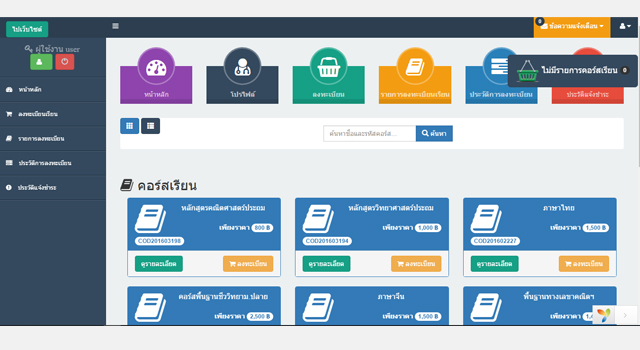 ไปเว็บไซต์
0 ข้อความแจ้งเตือน
ผู้ใช้งาน user
ไม่มีรายการคอร์สเรียน 0
หน้าหลัก
ลงทะเบียนเรียน
รายการลงทะเบียน
ประวัติการลงทะเบียน
ประวัติแจ้งชำระ
หน้าหลัก
โปรไฟล์
ลงทะเบียน
รายการลงทะเบียนเรียน
ประวัติการลงทะเบียน
ประวัติแจ้งชำระ
ค้นหาชื่อและรหัสคอร์ส... ค้นหา
คอร์สเรียน
หลักสูตรคณิตศาสตร์ประถม
เพียงราคา 800 ฿
COD201603198
ดูรายละเอียด ลงทะเบียน
หลักสูตรวิทยาศาสตร์ประถม
เพียงราคา 1,000 ฿
COD201603194
ดูรายละเอียด ลงทะเบียน
ภาษาไทย
เพียงราคา 1,500 ฿
COD201602227
ดูรายละเอียด ลงทะเบียน
คอร์สพื้นฐานชีววิทยาม.ปลาย
เพียงราคา 2,500 ฿
ภาษาจีน
เพียงราคา 1,500 ฿
พื้นฐานทางเลขาคณิตฯ
เพียงราคา